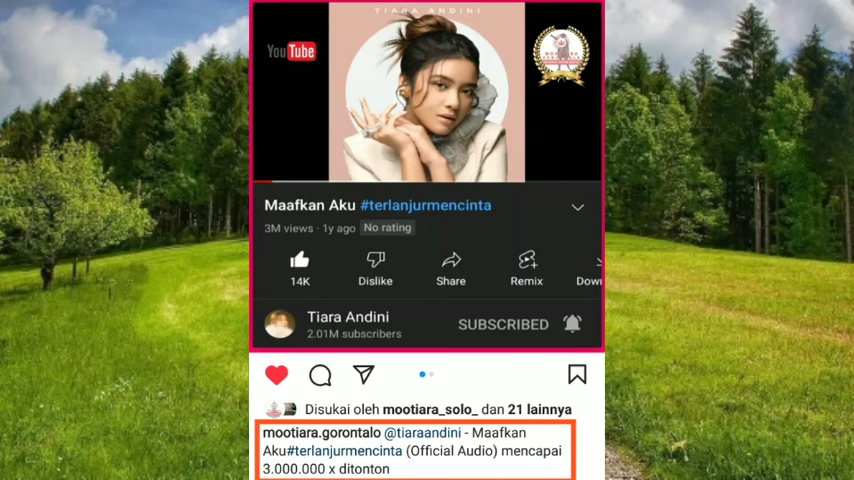 TIARA ANDINI
YouTube
Maafkan Aku #terlanjurmencinta
3M views · 1y ago No rating
14K Dislike Share Remix Down
Tiara Andini
2.01M subscribers
SUBSCRIBED
Disukai oleh mootiara_solo_ dan 21 lainnya
mootiara.gorontalo @tiaraandini - Maafkan
Aku#terlanjurmencinta (Official Audio) mencapai
3.000.000 x ditonton